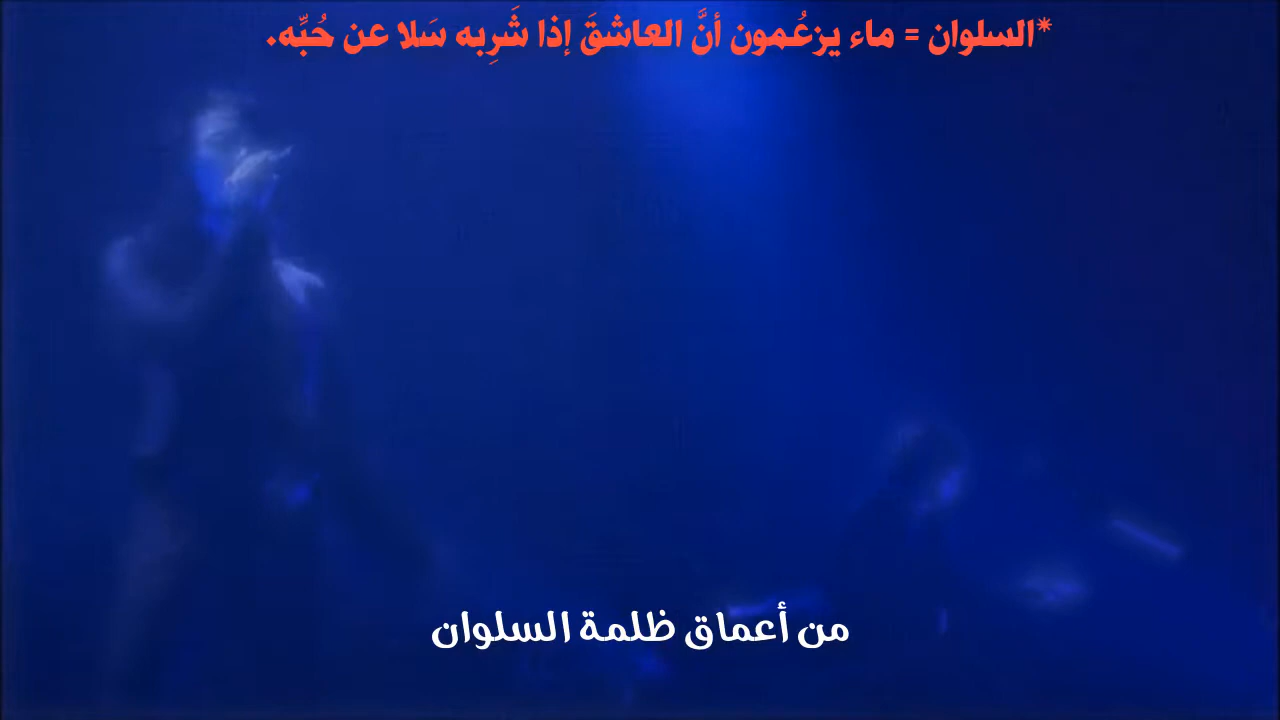 *السلوان = ماء يزعُمون أنَّ العاشقَ إذا شَرِبه سَلا عن حُبِّه.
من أعماق ظلمة السلوان